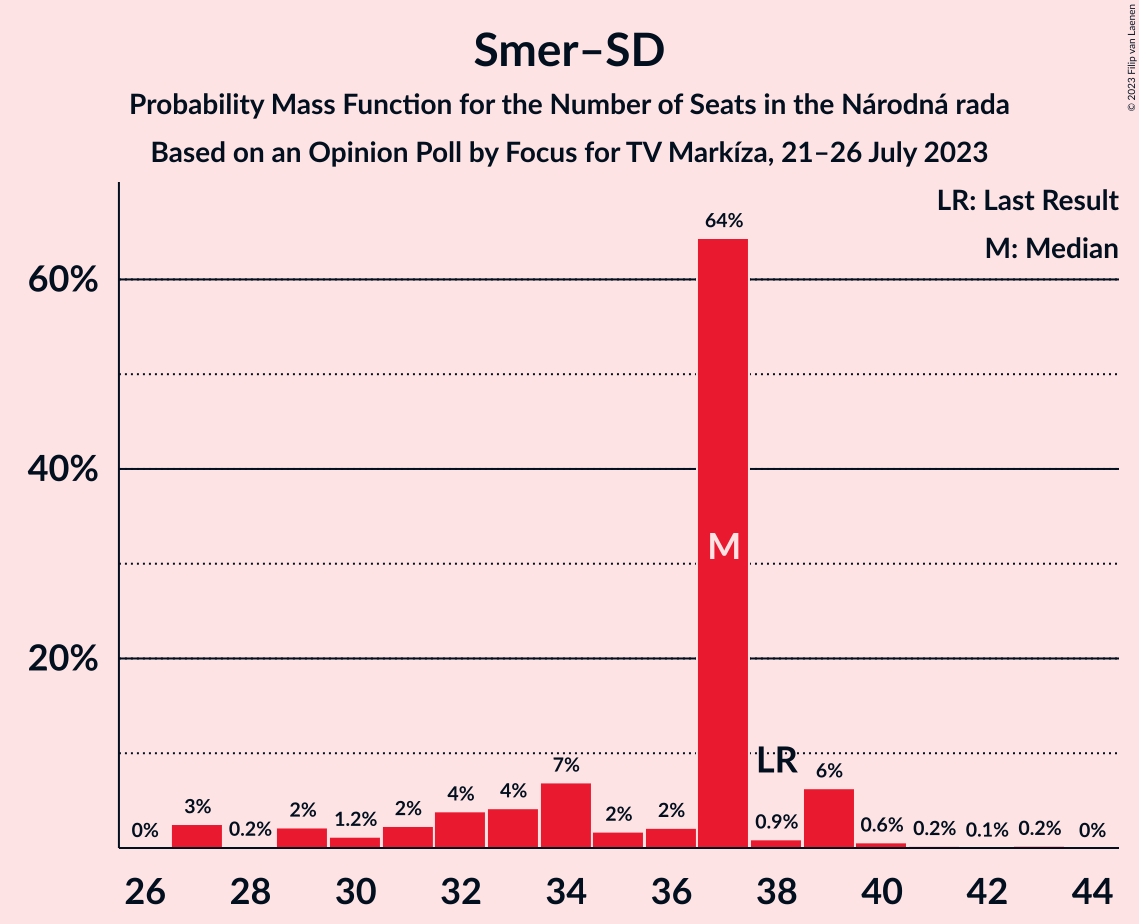 Smer–SD
Probability Mass Function for the Number of Seats in the Národná rada
Based on an Opinion Poll by Focus for TV Markíza, 21–26 July 2023
© 2023 Filip van Laenen
LR: Last Result
M: Median
60%
40%
20%
0%
3%
0.2%
2%
1.2%
2%
4%
4%
7%
2%
2%
64%
M
LR
0.9%
6%
0.6%
0.2%
0.1%
0.2%
0%
26 28 30 32 34 36 38 40 42 44